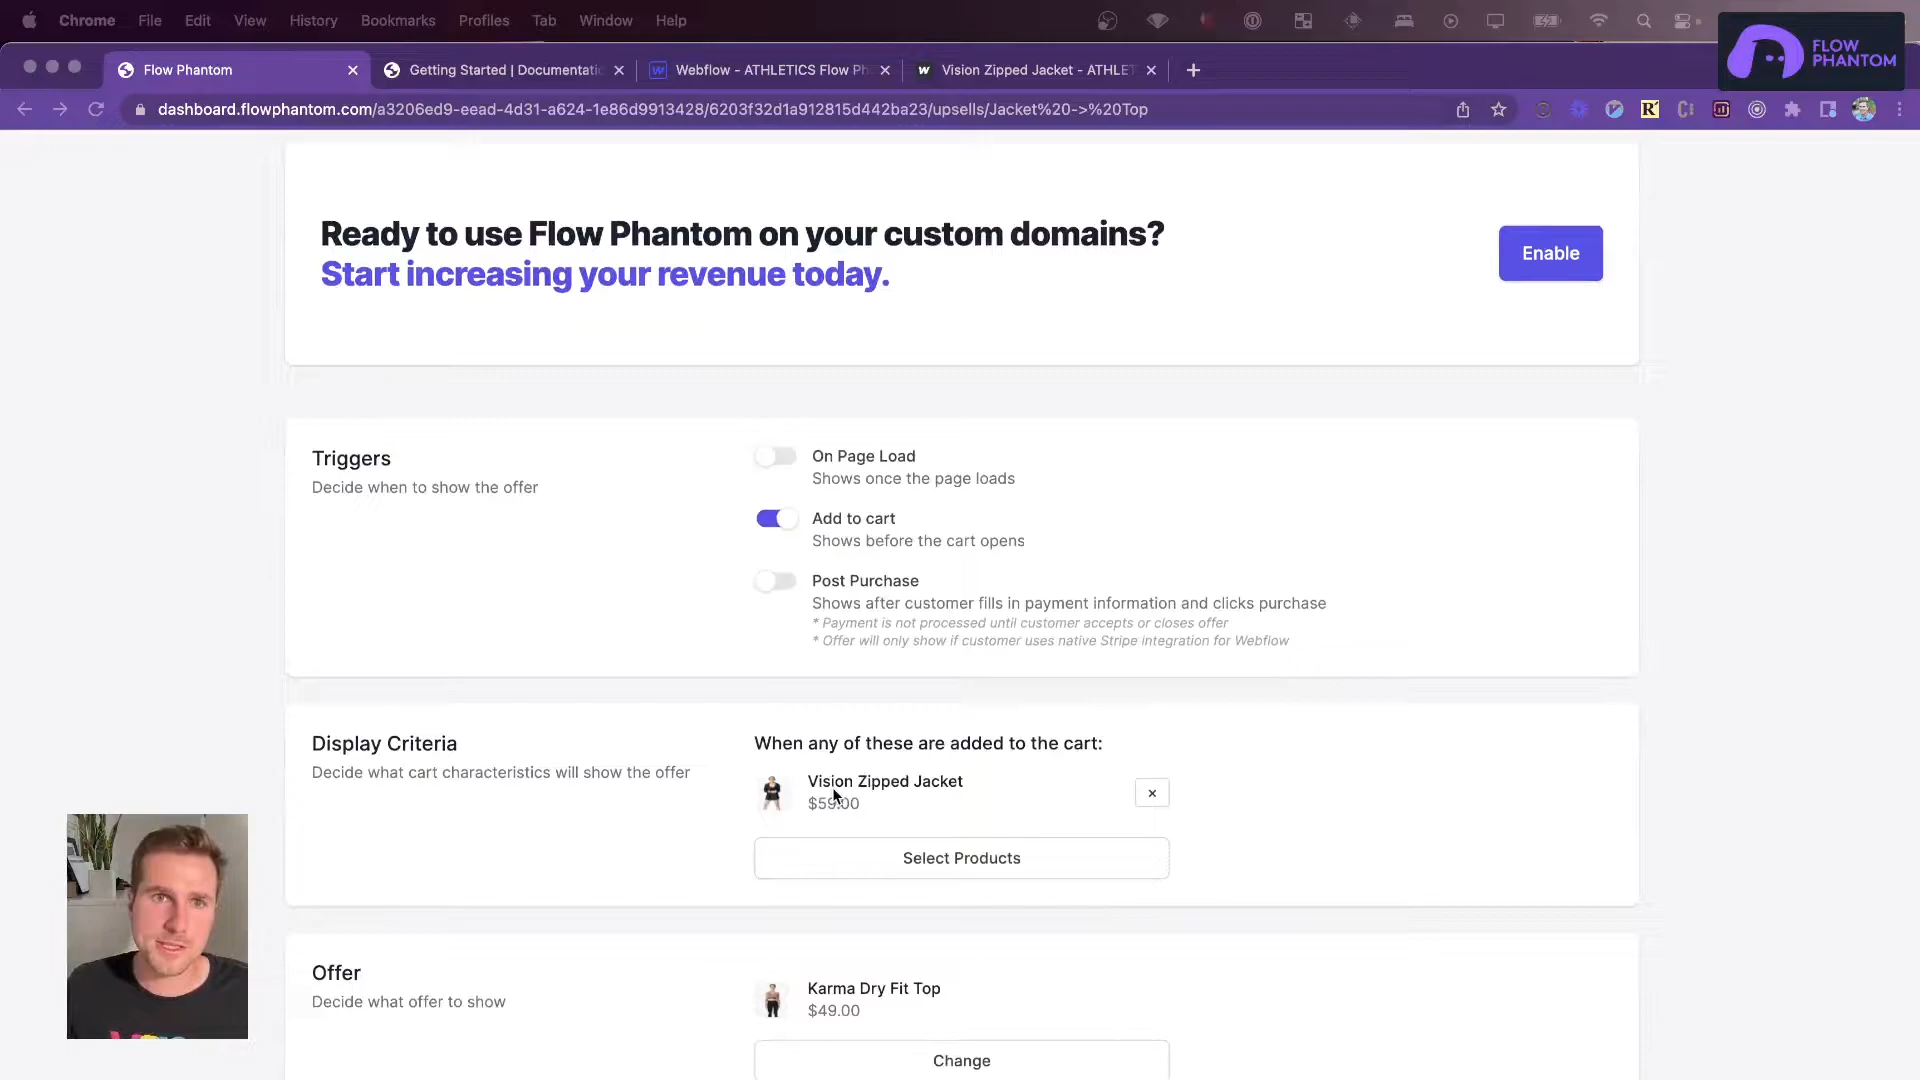 Chrome File Edit View History Bookmarks Profiles Tab Window Help
FLOW
PHANTOM
Flow Phantom
Getting Started | Documentatio
Webflow - ATHLETICS Flow Ph
Vision Zipped Jacket - ATHLET
dashboard.flowphantom.com/a3206ed9-eead-4d31-a624-1e86d9913428/6203f32d1a912815d442ba23/upsells/Jacket%20->%20Top
Ready to use Flow Phantom on your custom domains?
Start increasing your revenue today.
Enable
Triggers
Decide when to show the offer
On Page Load
Shows once the page loads
Add to cart
Shows before the cart opens
Post Purchase
Shows after customer fills in payment information and clicks purchase
* Payment is not processed until customer accepts or closes offer
* Offer will only show if customer uses native Stripe integration for Webflow
Display Criteria
Decide what cart characteristics will show the offer
When any of these are added to the cart:
Vision Zipped Jacket
$59.00
Select Products
Offer
Decide what offer to show
Karma Dry Fit Top
$49.00
Change